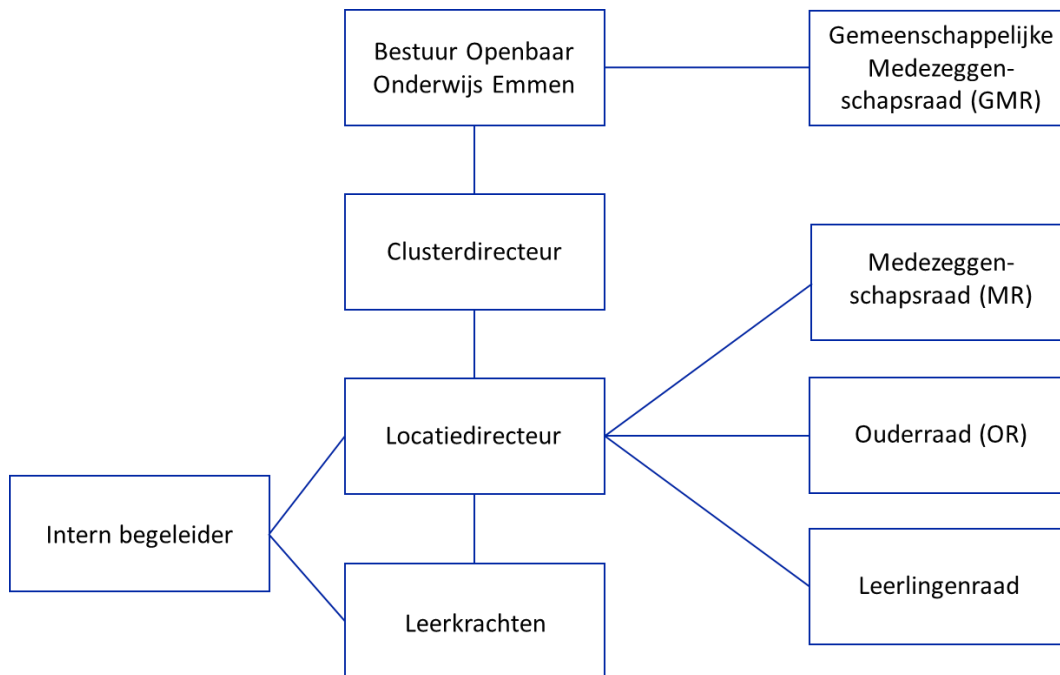 Bestuur Openbaar
Onderwijs Emmen
Gemeenschappelijke
Medezeggen-
schapsraad (GMR)
Clusterdirecteur
Medezeggen-
schapsraad (MR)
Locatiedirecteur
Ouderraad (OR)
Intern begeleider
Leerkrachten
Leerlingenraad